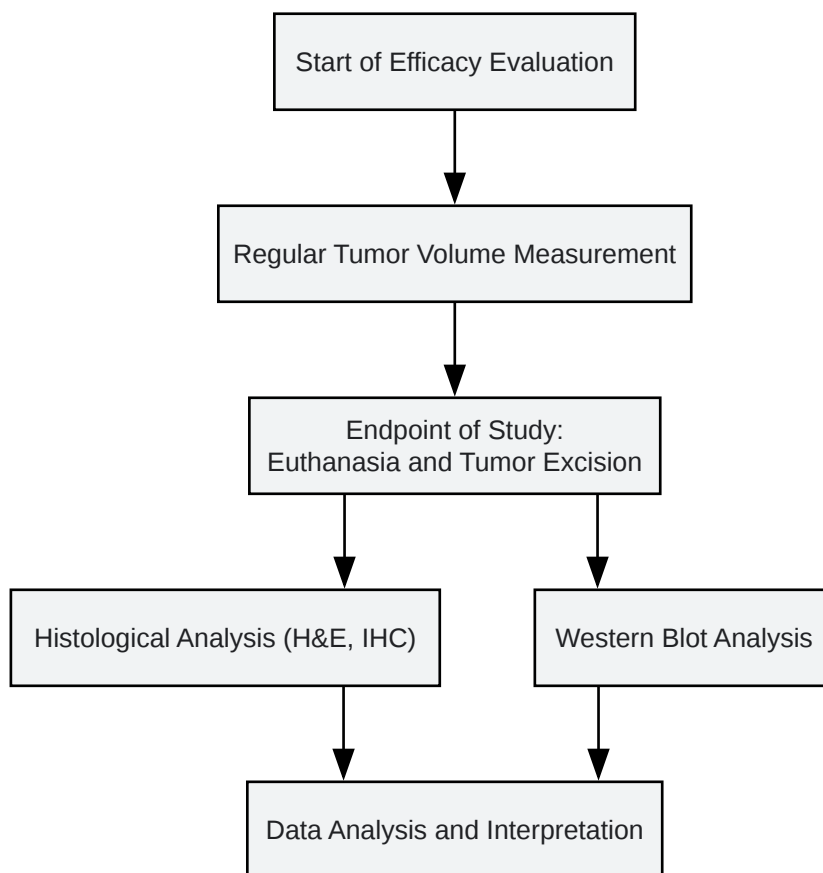 Start of Efficacy Evaluation
Regular Tumor Volume Measurement
Endpoint of Study:
Euthanasia and Tumor Excision
Histological Analysis (H&E, IHC)
Western Blot Analysis
Data Analysis and Interpretation